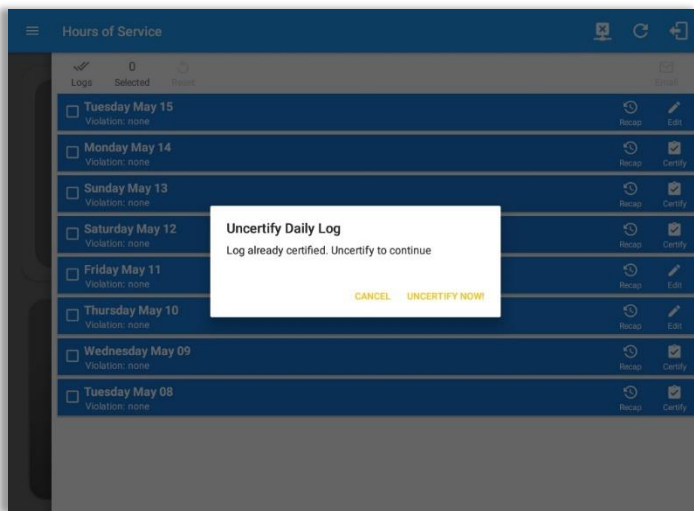 Hours of Service
Logs
0
Selected
Reset
Email
Tuesday May 15
Violation: none
Recap
Edit
Monday May 14
Violation: none
Recap
Certify
Sunday May 13
Violation: none
Recap
Certify
Saturday May 12
Violation: none
Recap
Certify
Uncertify Daily Log
Log already certified. Uncertify to continue
CANCEL UNCERTIFY NOW!
Friday May 11
Violation: none
Recap
Edit
Thursday May 10
Violation: none
Recap
Edit
Wednesday May 09
Violation: none
Recap
Certify
Tuesday May 08
Violation: none
Recap
Certify